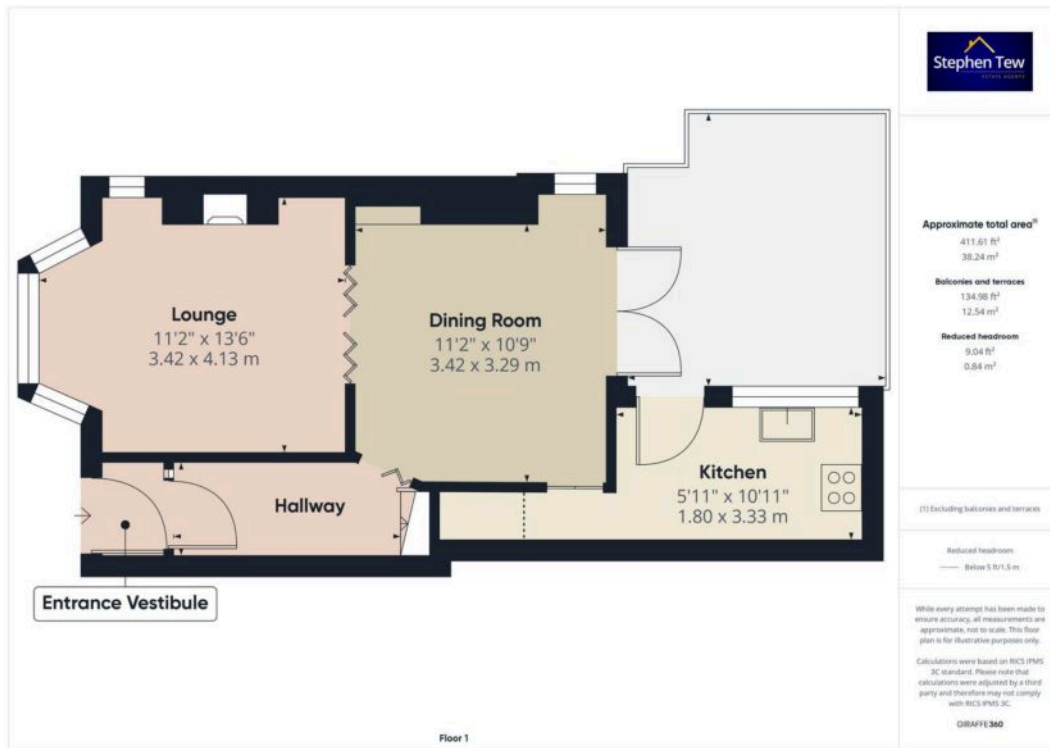 Stephen Tew
ESTATE AGENTS
Lounge
11'2" x 13'6"
3.42 x 4.13 m
Dining Room
11'2" x 10'9"
3.42 x 3.29 m
Kitchen
5'11" x 10'11"
1.80 x 3.33 m
Hallway
Entrance Vestibule
Floor 1
Approximate total area⁽¹⁾
411.61 ft²
38.24 m²
Balconies and terraces
134.98 ft²
12.54 m²
Reduced headroom
9.04 ft²
0.84 m²
(1) Excluding balconies and terraces
Reduced headroom
Below 5 ft/1.5 m
While every attempt has been made to
ensure accuracy, all measurements are
approximate, not to scale. This floor
plan is for illustrative purposes only.
Calculations were based on RICS IPMS
3C standard. Please note that
calculations were adjusted by a third
party and therefore may not comply
with RICS IPMS 3C.
GIRAFFE360